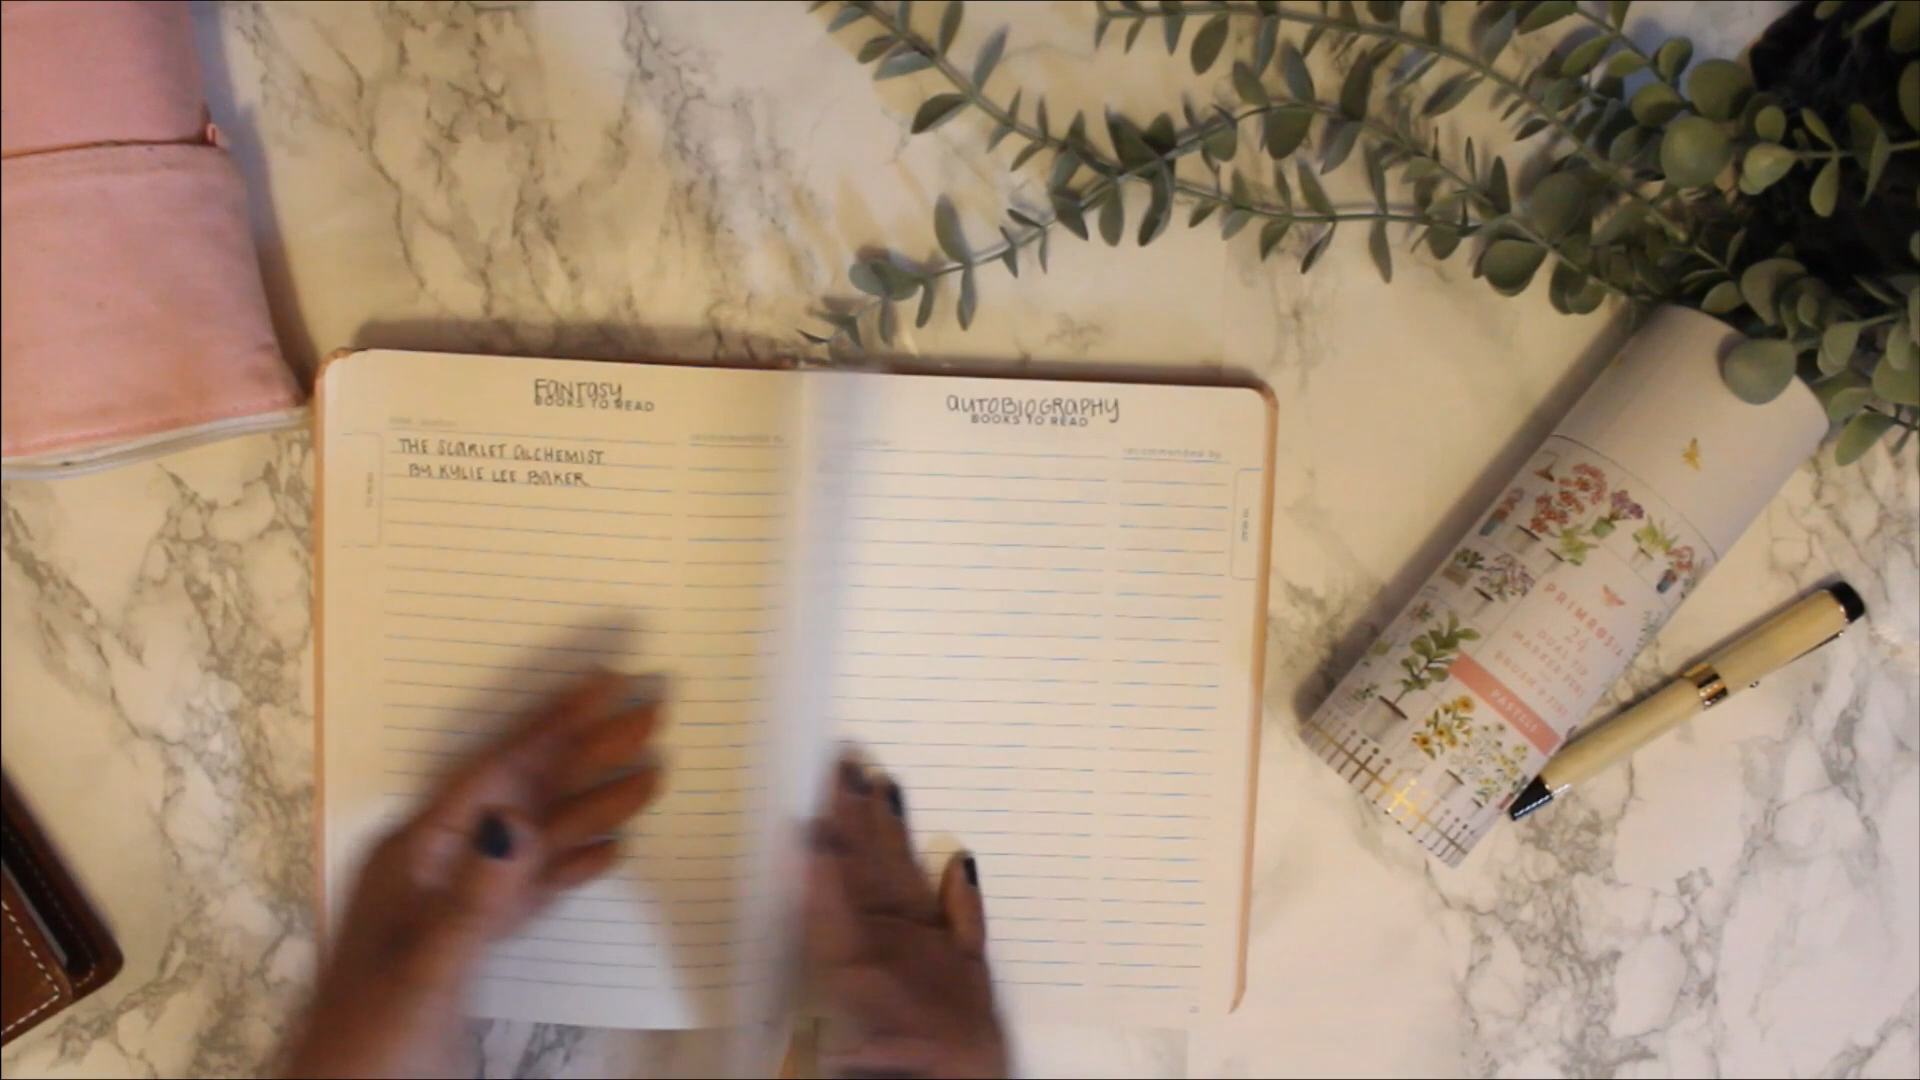 Fantasy
BOOKS TO READ
THE SCARLET ALCHEMIST
BY KYLIE LEE BAKER
AUTOBIOGRAPHY
BOOKS TO READ
recommended by
PRIMROSIA
24
DUAL TIP
MARKER PENS
BRUSH & FINE
PASTELS